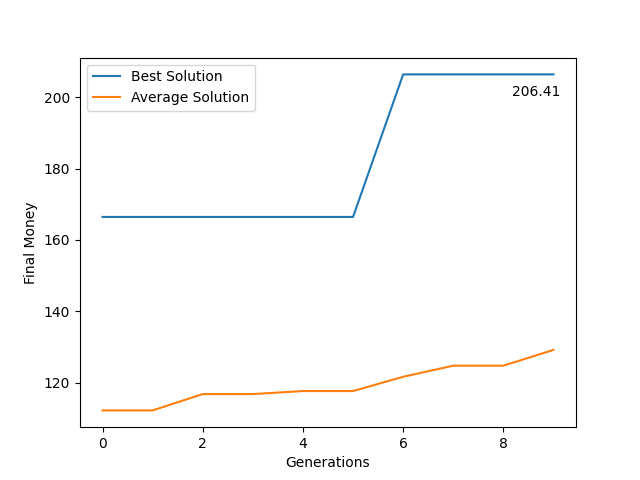 Best Solution
Average Solution
206.41
200
180
160
140
120
Final Money
0 2 4 6 8
Generations